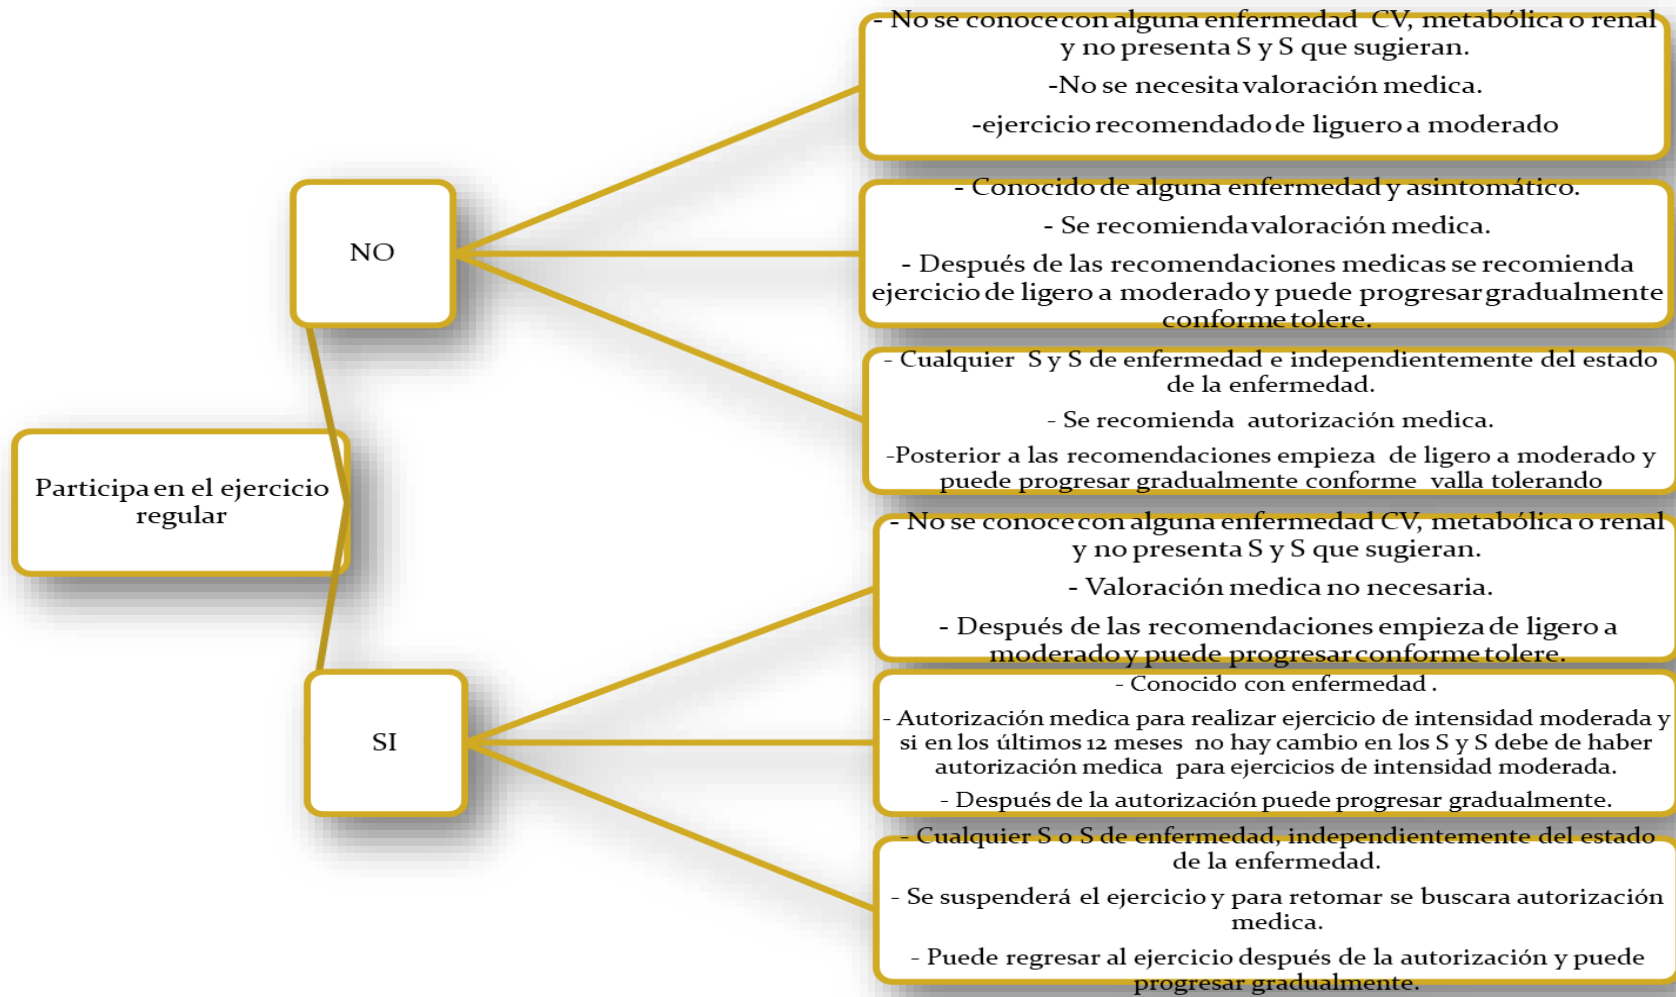 Participa en el ejercicio
regular
NO
- No se conoce con alguna enfermedad CV, metabólica o renal
y no presenta S y S que sugieran.
-No se necesita valoración medica.
-ejercicio recomendado de liguero a moderado
- Conocido de alguna enfermedad y asintomático.
- Se recomienda valoración medica.
- Después de las recomendaciones medicas se recomienda
ejercicio de ligero a moderado y puede progresar gradualmente
conforme tolere.
- Cualquier S y S de enfermedad e independientemente del estado
de la enfermedad.
- Se recomienda autorización medica.
-Posterior a las recomendaciones empieza de ligero a moderado y
puede progresar gradualmente conforme valla tolerando
SI
- No se conoce con alguna enfermedad CV, metabólica o renal
y no presenta S y S que sugieran.
- Valoración medica no necesaria.
- Después de las recomendaciones empieza de ligero a
moderado y puede progresar conforme tolere.
- Conocido con enfermedad .
- Autorización medica para realizar ejercicio de intensidad moderada y
si en los últimos 12 meses no hay cambio en los S y S debe de haber
autorización medica para ejercicios de intensidad moderada.
- Después de la autorización puede progresar gradualmente.
- Cualquier S o S de enfermedad, independientemente del estado
de la enfermedad.
- Se suspenderá el ejercicio y para retomar se buscara autorización
medica.
- Puede regresar al ejercicio después de la autorización y puede
progresar gradualmente.